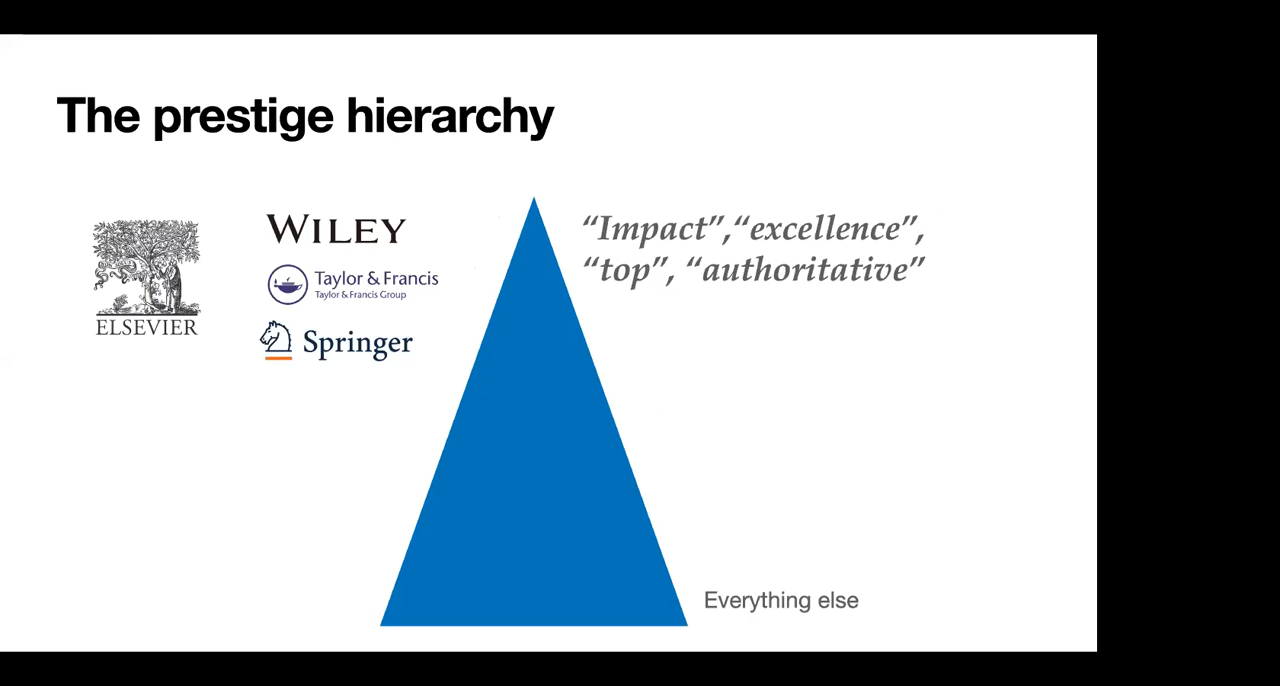 The prestige hierarchy
ELSEVIER
WILEY
Taylor & Francis
Taylor & Francis Group
Springer
“Impact”,“excellence”,
“top”, “authoritative”
Everything else